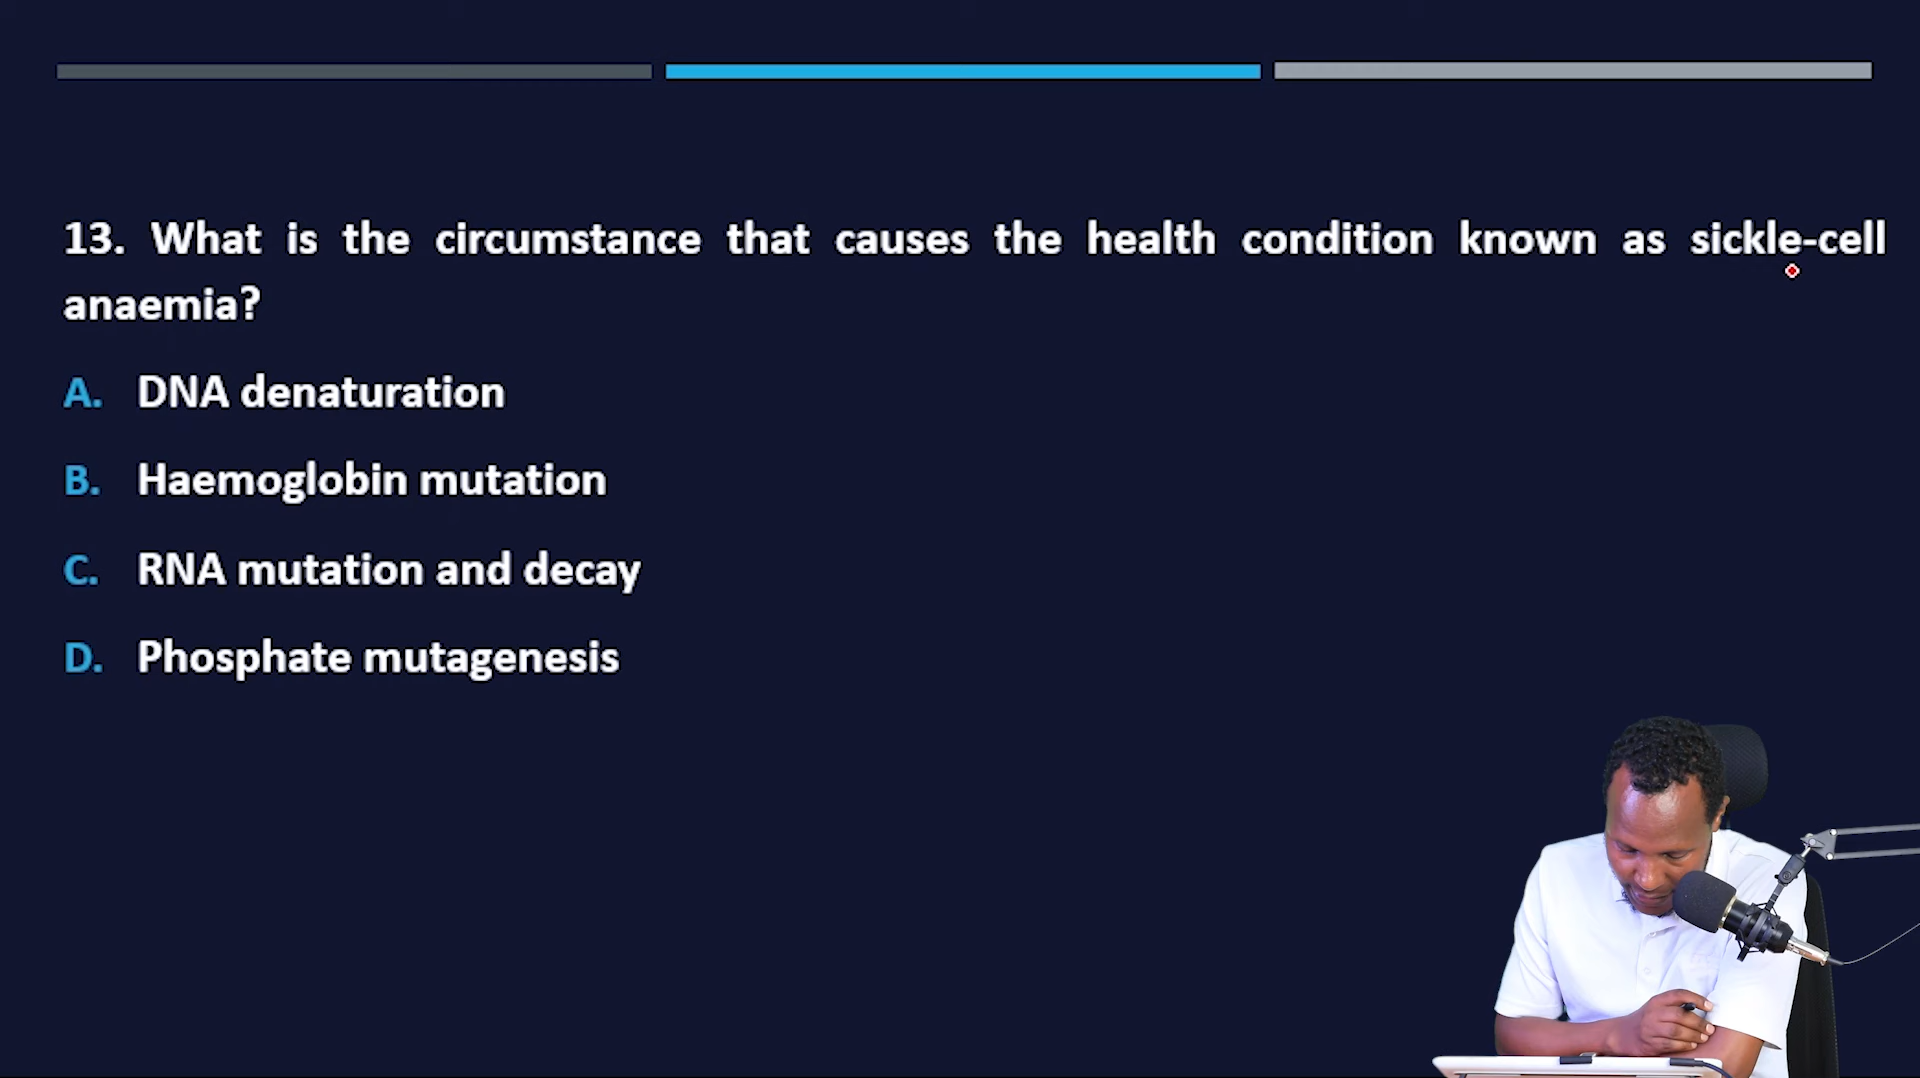 13. What is the circumstance that causes the health condition known as sickle-cell
anaemia?
A. DNA denaturation
B. Haemoglobin mutation
C. RNA mutation and decay
D. Phosphate mutagenesis